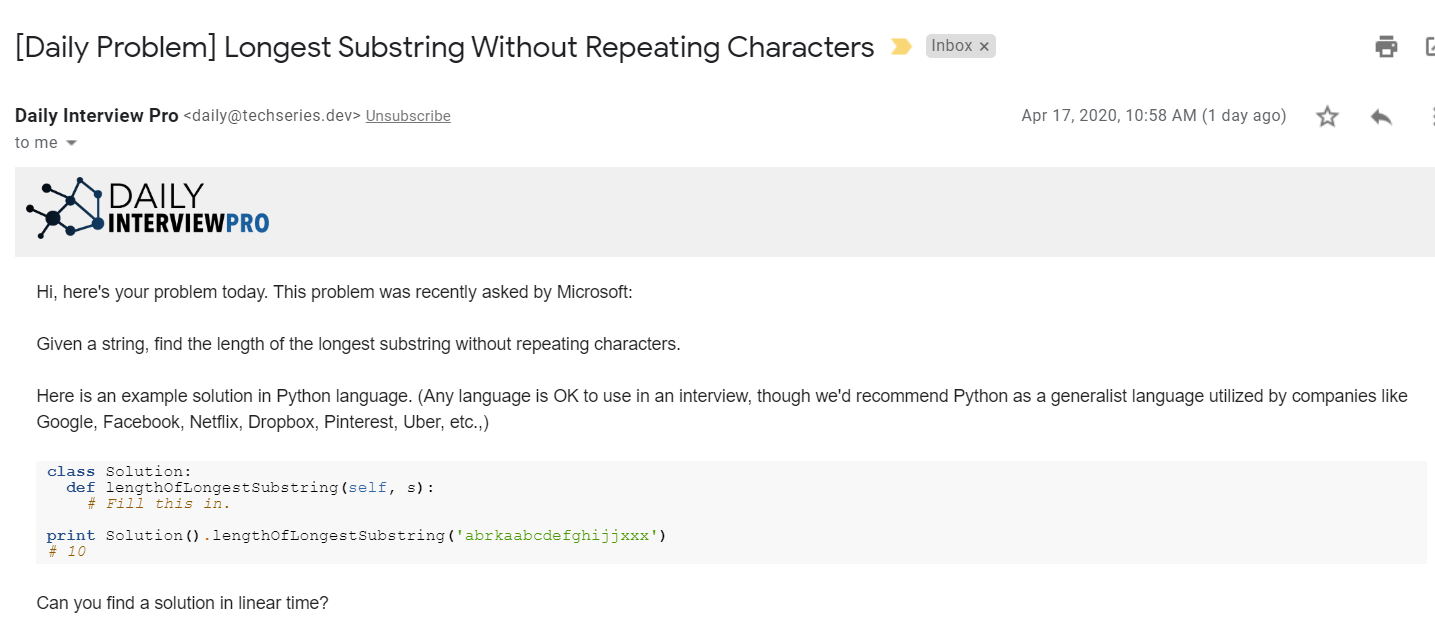 [Daily Problem] Longest Substring Without Repeating Characters Inbox ×
Daily Interview Pro <daily@techseries.dev> Unsubscribe Apr 17, 2020, 10:58 AM (1 day ago)
to me
DAILY
INTERVIEWPRO
Hi, here's your problem today. This problem was recently asked by Microsoft:
Given a string, find the length of the longest substring without repeating characters.
Here is an example solution in Python language. (Any language is OK to use in an interview, though we'd recommend Python as a generalist language utilized by companies like
Google, Facebook, Netflix, Dropbox, Pinterest, Uber, etc.,)
class Solution:
  def lengthOfLongestSubstring(self, s):
    # Fill this in.
print Solution().lengthOfLongestSubstring('abrkaabcdefghijjxxx')
# 10
Can you find a solution in linear time?